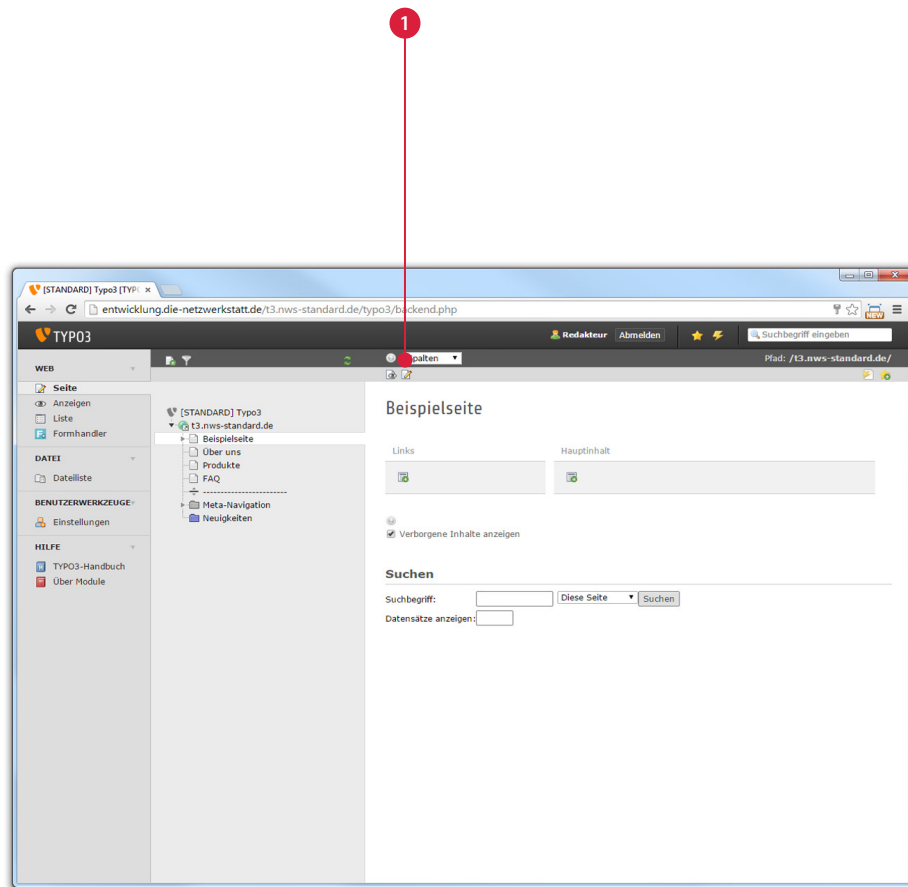 1
[STANDARD] Typo3 [TYP
entwicklung.die-netzwerkstatt.de/t3.nws-standard.de/typo3/backend.php
NEW
TYPO3
Redakteur
Abmelden
Suchbegriff eingeben
palten
Pfad: /t3.nws-standard.de/
WEB
Seite
Anzeigen
Liste
Formhandler
DATEI
Dateiliste
BENUTZERWERKZEUGE
Einstellungen
HILFE
TYPO3-Handbuch
Über Module
[STANDARD] Typo3
t3.nws-standard.de
Beispielseite
Über uns
Produkte
FAQ
------------------------
Meta-Navigation
Neuigkeiten
Beispielseite
Links
Hauptinhalt
Verborgene Inhalte anzeigen
Suchen
Suchbegriff:
Diese Seite
Suchen
Datensätze anzeigen: